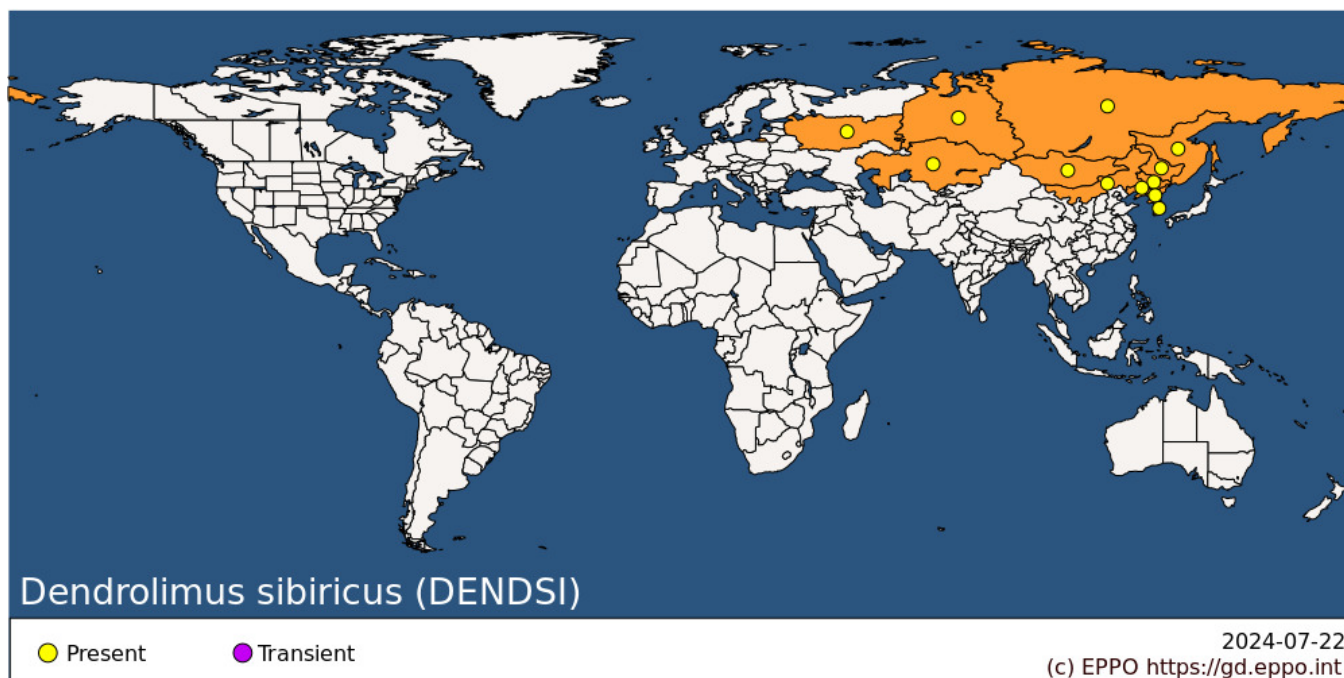 Dendrolimus sibiricus (DENDSI)
Present
Transient
2024-07-22
(c) EPPO https://gd.eppo.int